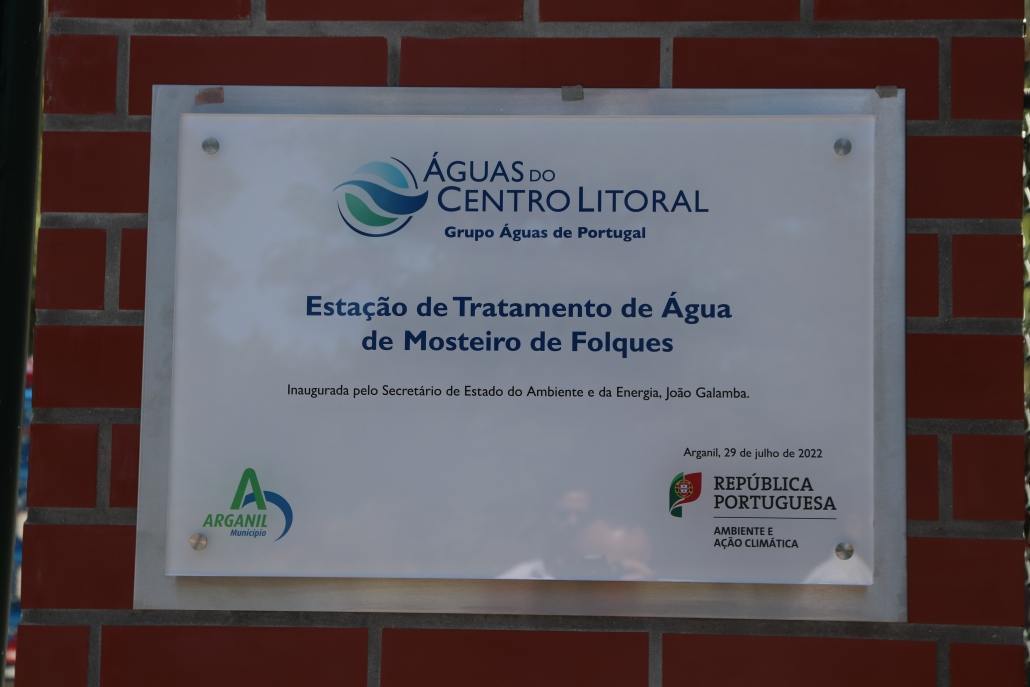 ÁGUAS DO
CENTRO LITORAL
Grupo Águas de Portugal
Estação de Tratamento de Água
de Mosteiro de Folques
Inaugurada pelo Secretário de Estado do Ambiente e da Energia, João Galamba.
Arganil, 29 de julho de 2022
ARGANIL
Município
REPÚBLICA
PORTUGUESA
AMBIENTE E
AÇÃO CLIMÁTICA